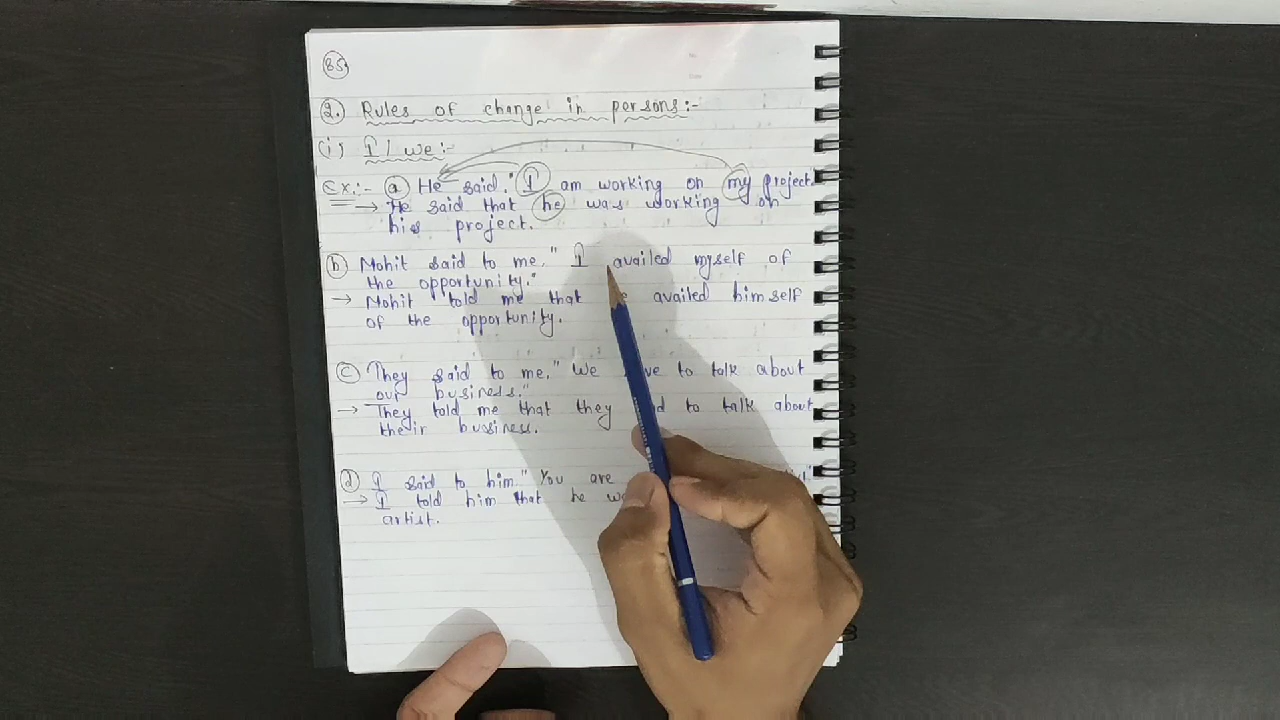 85
2. Rules of change in persons:-
(i) I / we:-
Ex:- (a) He said." I am working on my project.
→ He said that he was working on
his project.
(b) Mohit said to me." I availed myself of
the opportunity."
→ Mohit told me that availed himself
of the opportunity.
(c) They said to me." We to talk about
our business."
→ They told me that they to talk about
their business.
(d) I said to him" You are
→ I told him that he
artist.